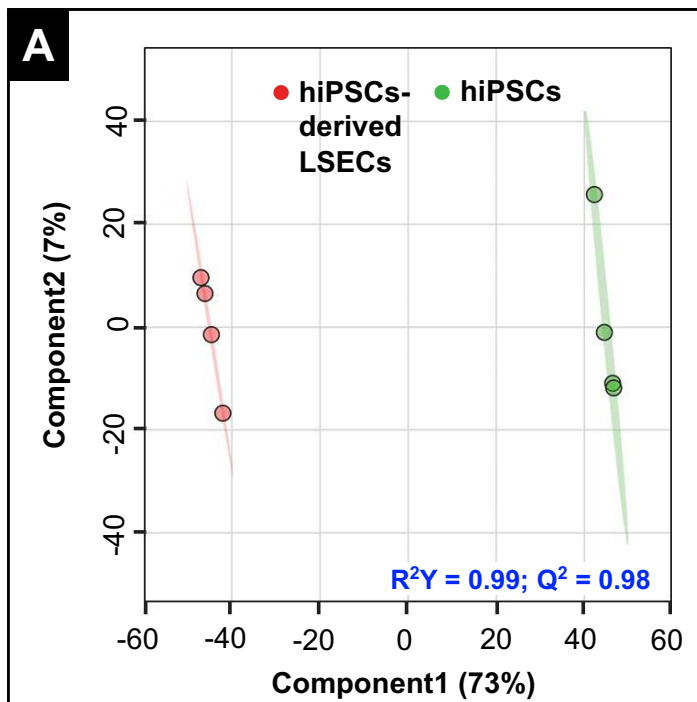 A
hiPSCs-
derived
LSECs
hiPSCs
Component2 (7%)
40
20
0
-20
-40
R²Y = 0.99; Q² = 0.98
-60 -40 -20 0 20 40 60
Component1 (73%)